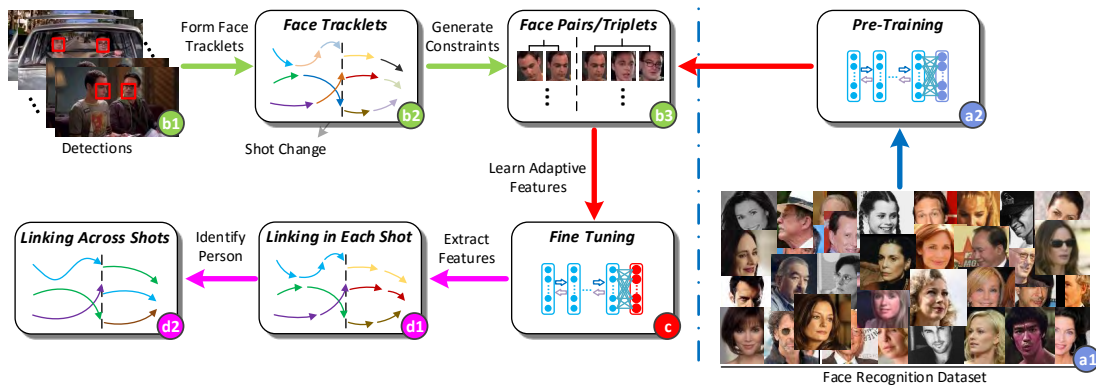 Form Face
Tracklets
Face Tracklets
Generate
Constraints
Face Pairs/Triplets
Pre-Training
b1
b2
b3
a2
Detections
Shot Change
Learn Adaptive
Features
Linking Across Shots
Identify
Person
Linking in Each Shot
Extract
Features
Fine Tuning
d2
d1
c
a1
Face Recognition Dataset